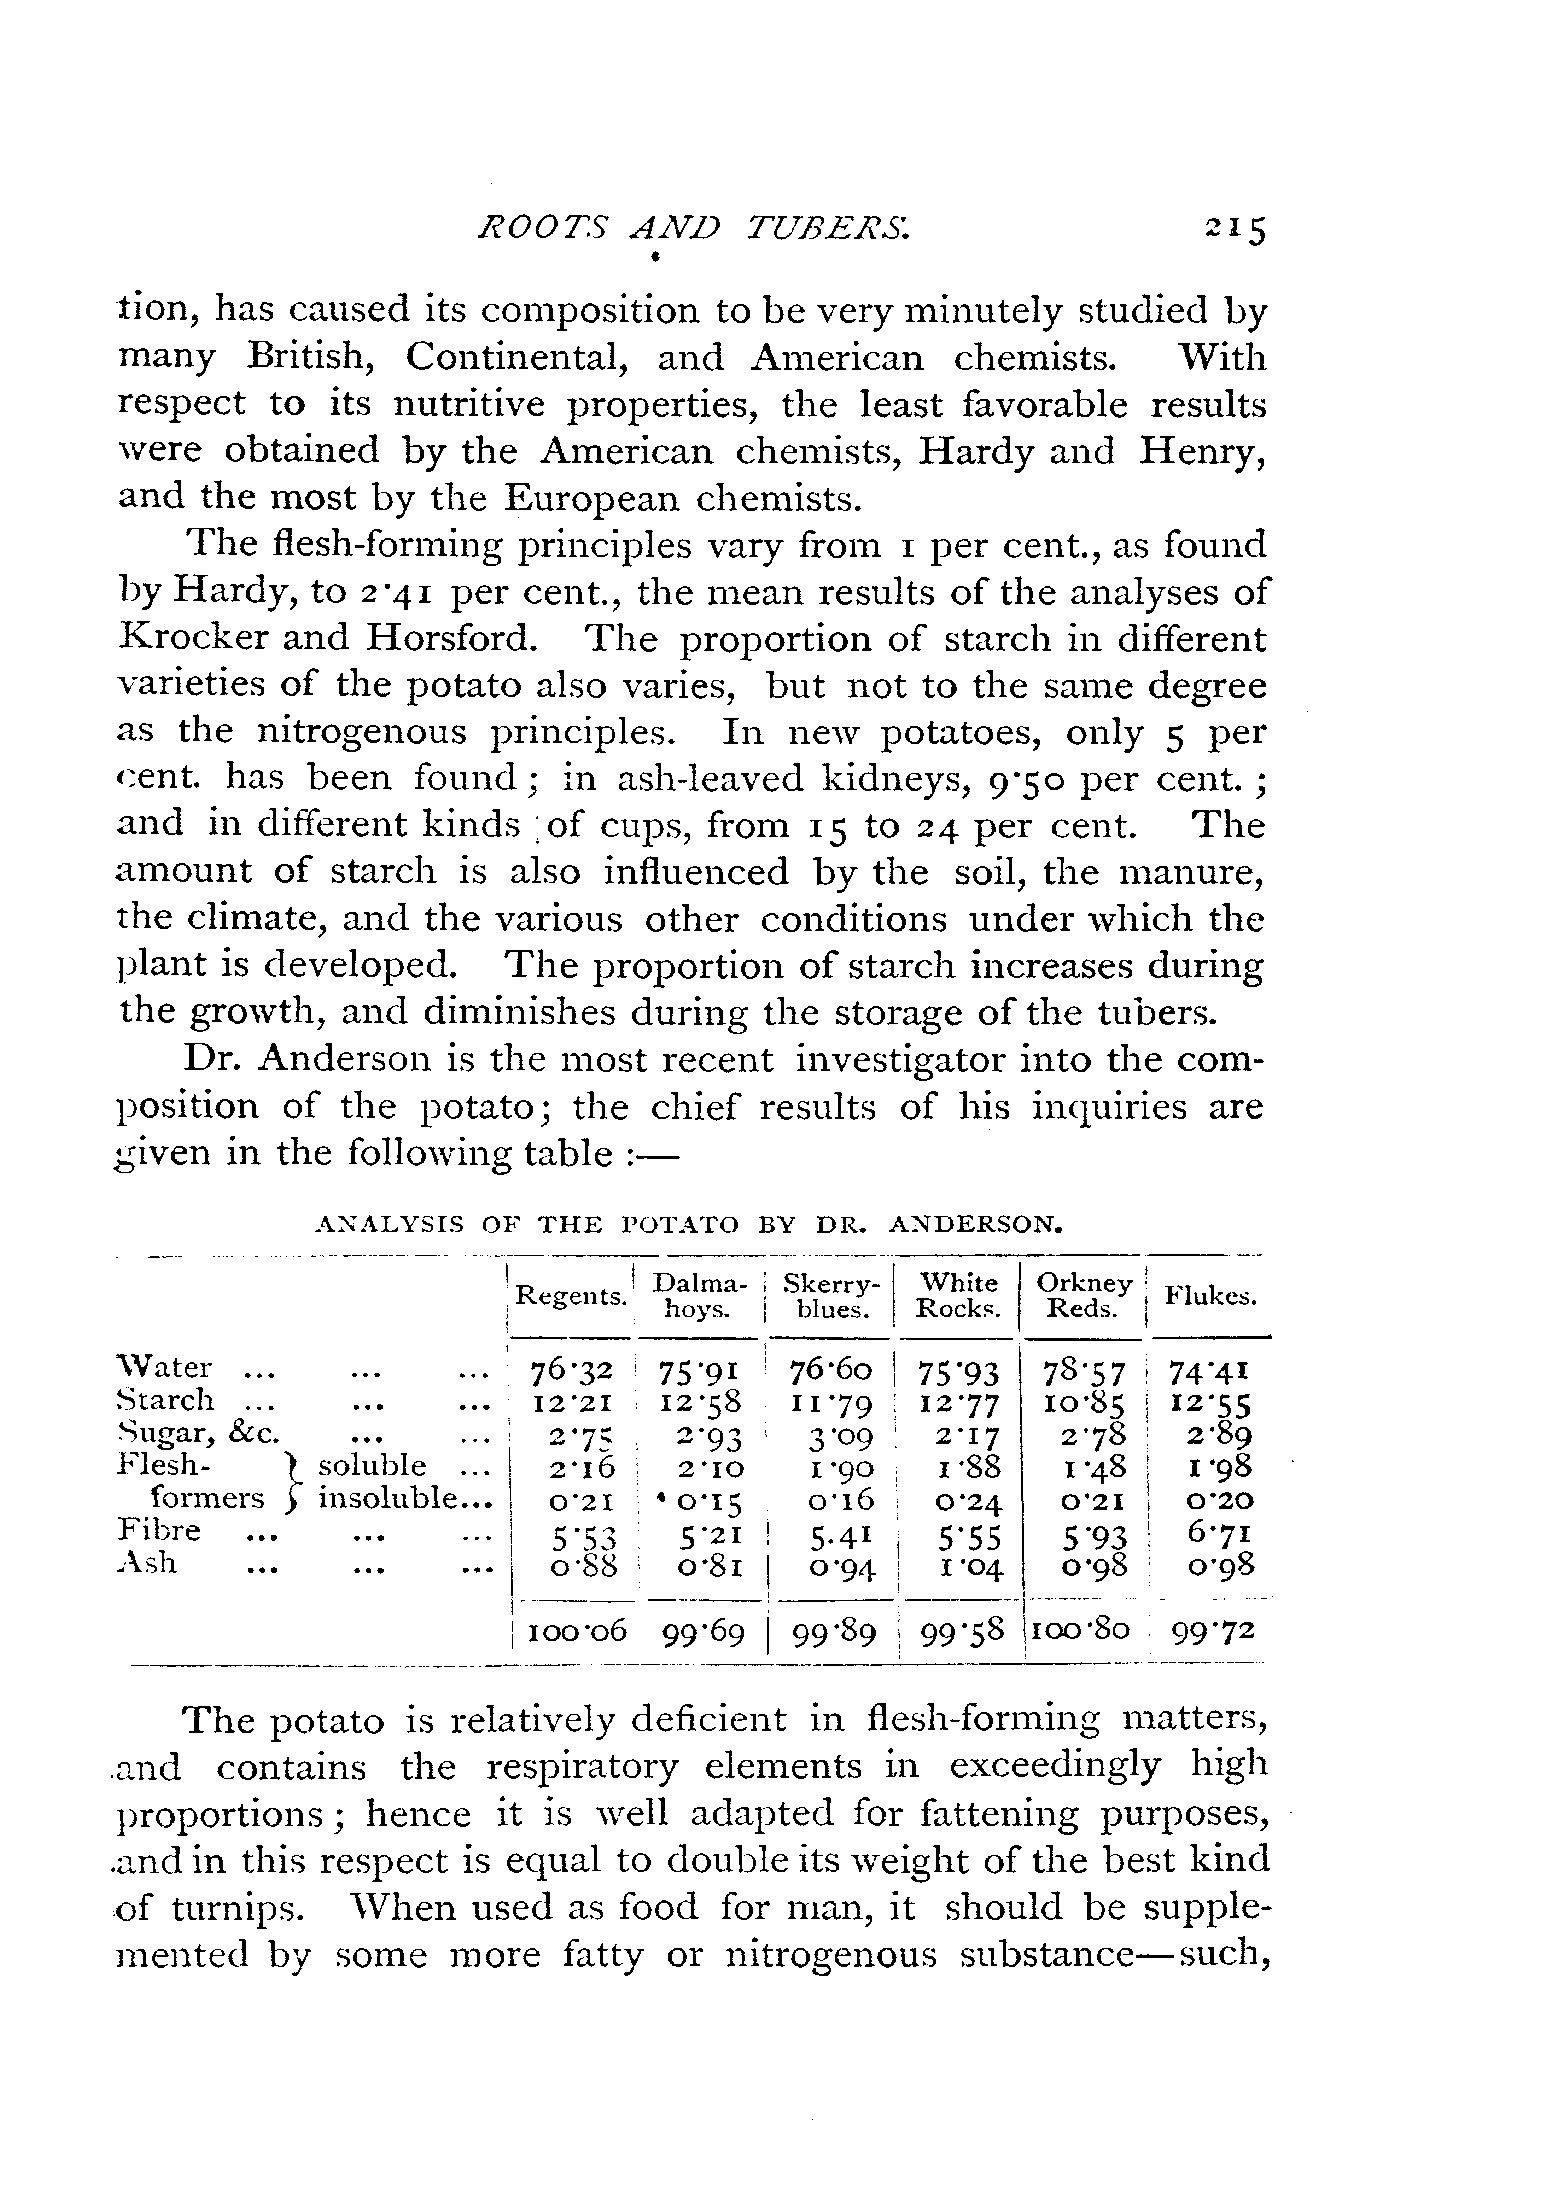 ROOTS AND TUBERS. 215
tion, has caused its composition to be very minutely studied by
many British, Continental, and American chemists. With
respect to its nutritive properties, the least favorable results
were obtained by the American chemists, Hardy and Henry,
and the most by the European chemists.
The flesh-forming principles vary from 1 per cent., as found
by Hardy, to 2·41 per cent., the mean results of the analyses of
Krocker and Horsford. The proportion of starch in different
varieties of the potato also varies, but not to the same degree
as the nitrogenous principles. In new potatoes, only 5 per
cent. has been found; in ash-leaved kidneys, 9·50 per cent.;
and in different kinds of cups, from 15 to 24 per cent. The
amount of starch is also influenced by the soil, the manure,
the climate, and the various other conditions under which the
plant is developed. The proportion of starch increases during
the growth, and diminishes during the storage of the tubers.
Dr. Anderson is the most recent investigator into the com-
position of the potato; the chief results of his inquiries are
given in the following table :—
ANALYSIS OF THE POTATO BY DR. ANDERSON.
Regents. Dalma- Skerry- White Orkney Flukes.
hoys. blues. Rocks. Reds.
Water ... ... ... 76·32 75·91 76·60 75·93 78·57 74·41
Starch ... ... ... 12·21 12·58 11·79 12·77 10·85 12·55
Sugar, &c. ... ... 2·75 2·93 3·09 2·17 2·78 2·89
Flesh- } soluble ... 2·16 2·10 1·90 1·88 1·48 1·98
formers } insoluble... 0·21 0·15 0·16 0·24 0·21 0·20
Fibre ... ... ... 5·53 5·21 5·41 5·55 5·93 6·71
Ash ... ... ... 0·88 0·81 0·94 1·04 0·98 0·98
100·06 99·69 99·89 99·58 100·80 99·72
The potato is relatively deficient in flesh-forming matters,
and contains the respiratory elements in exceedingly high
proportions; hence it is well adapted for fattening purposes,
and in this respect is equal to double its weight of the best kind
of turnips. When used as food for man, it should be supple-
mented by some more fatty or nitrogenous substance—such,